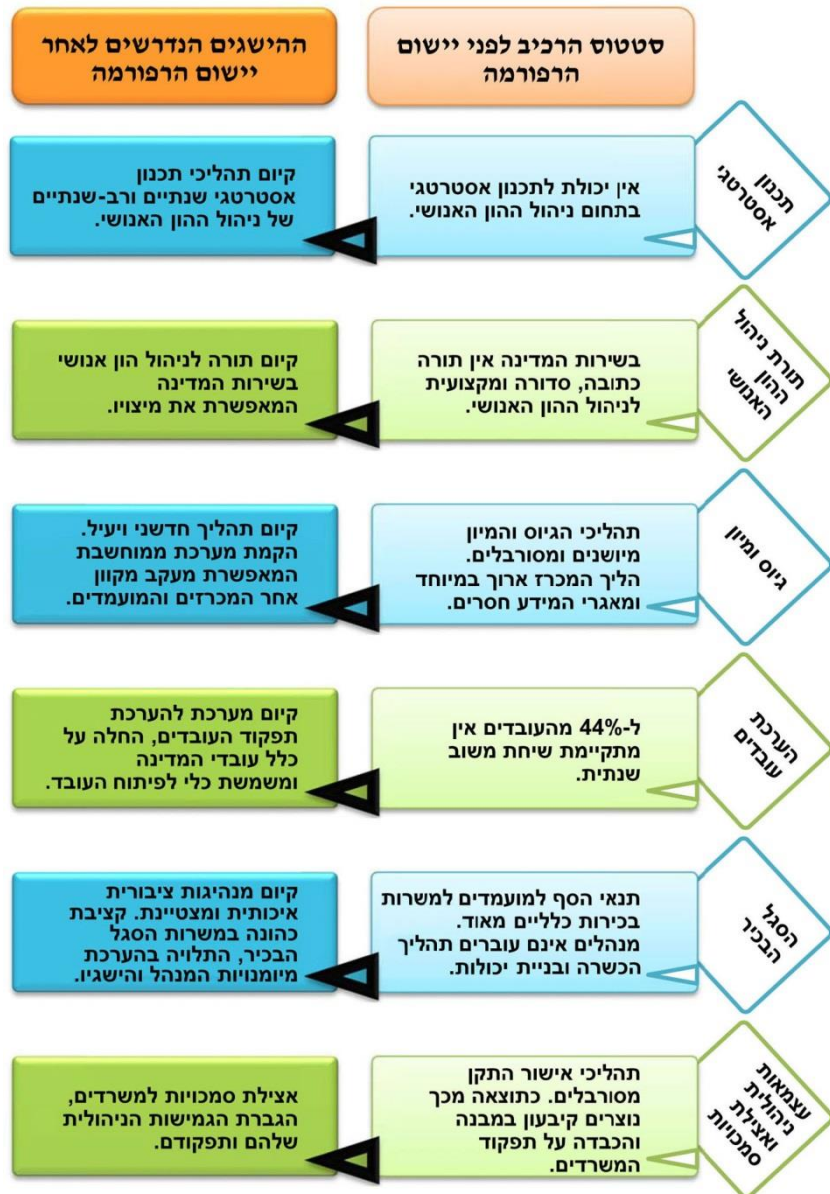 סטטוס הרכיב לפני יישום
הרפורמה
ההישגים הנדרשים לאחר
יישום הרפורמה
תכנון
אסטרטגי
אין יכולת לתכנון אסטרטגי
בתחום ניהול ההון האנושי.
קיום תהליכי תכנון
אסטרטגי שנתיים ורב-שנתיים
של ניהול ההון האנושי.
תורת ניהול
ההון
האנושי
בשירות המדינה אין תורה
כתובה, סדורה ומקצועית
לניהול ההון האנושי.
קיום תורה לניהול הון אנושי
בשירות המדינה
המאפשרת את מיצויו.
גיוס ומיון
תהליכי הגיוס והמיון
מיושנים ומסורבלים.
הליך המכרז ארוך במיוחד
ומאגרי המידע חסרים.
קיום תהליך חדשני ויעיל.
הקמת מערכת ממוחשבת
המאפשרת מעקב מקוון
אחר המכרזים והמועמדים.
הערכת
עובדים
ל-44% מהעובדים אין
מתקיימת שיחת משוב
שנתית.
קיום מערכת להערכת
תפקוד העובדים, החלה על
כלל עובדי המדינה
ומשמשת כלי לפיתוח העובד.
הסגל
הבכיר
תנאי הסף למועמדים למשרות
בכירות כלליים מאוד.
מנהלים אינם עוברים תהליך
הכשרה ובניית יכולות.
קיום מנהיגות ציבורית
איכותית ומצטיינת. קציבת
כהונה במשרות הסגל
הבכיר, התלויה בהערכת
מיומנויות המנהל והישגיו.
עצמאות
ניהולית
ואצילת
סמכויות
תהליכי אישור התקן
מסורבלים. כתוצאה מכך
נוצרים קיבעון במבנה
והכבדה על תפקוד
המשרדים.
אצילת סמכויות למשרדים,
הגברת הגמישות הניהולית
שלהם ותפקודם.